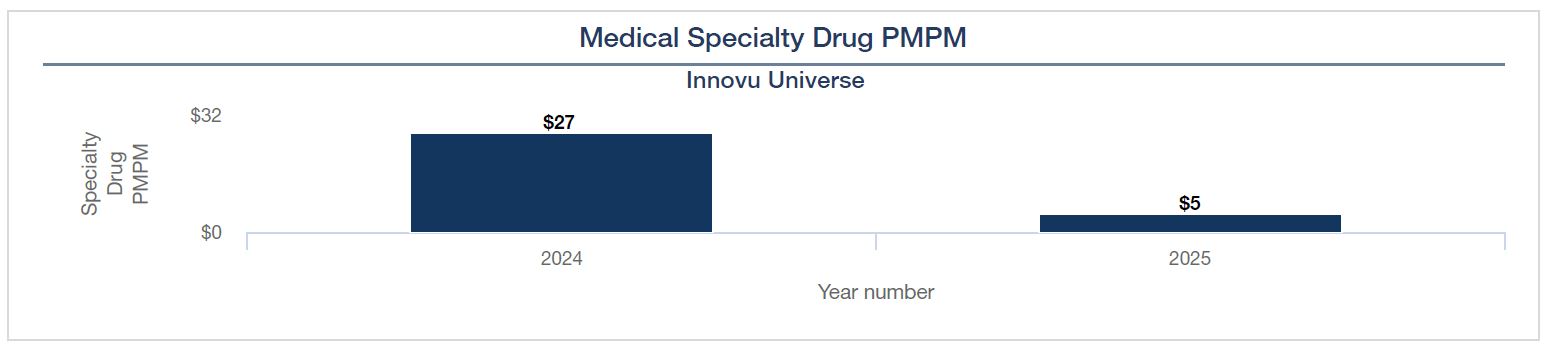 Medical Specialty Drug PMPM
Innovu Universe
$32
$0
Specialty
Drug
PMPM
$27
$5
2024
2025
Year number